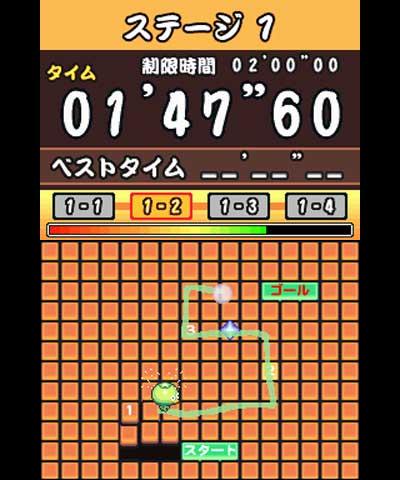 ステージ 1
制限時間 02'00"00
タイム
01'47"60
ベストタイム __'__"__
1-1 1-2 1-3 1-4
ゴール
3
2
1
スタート